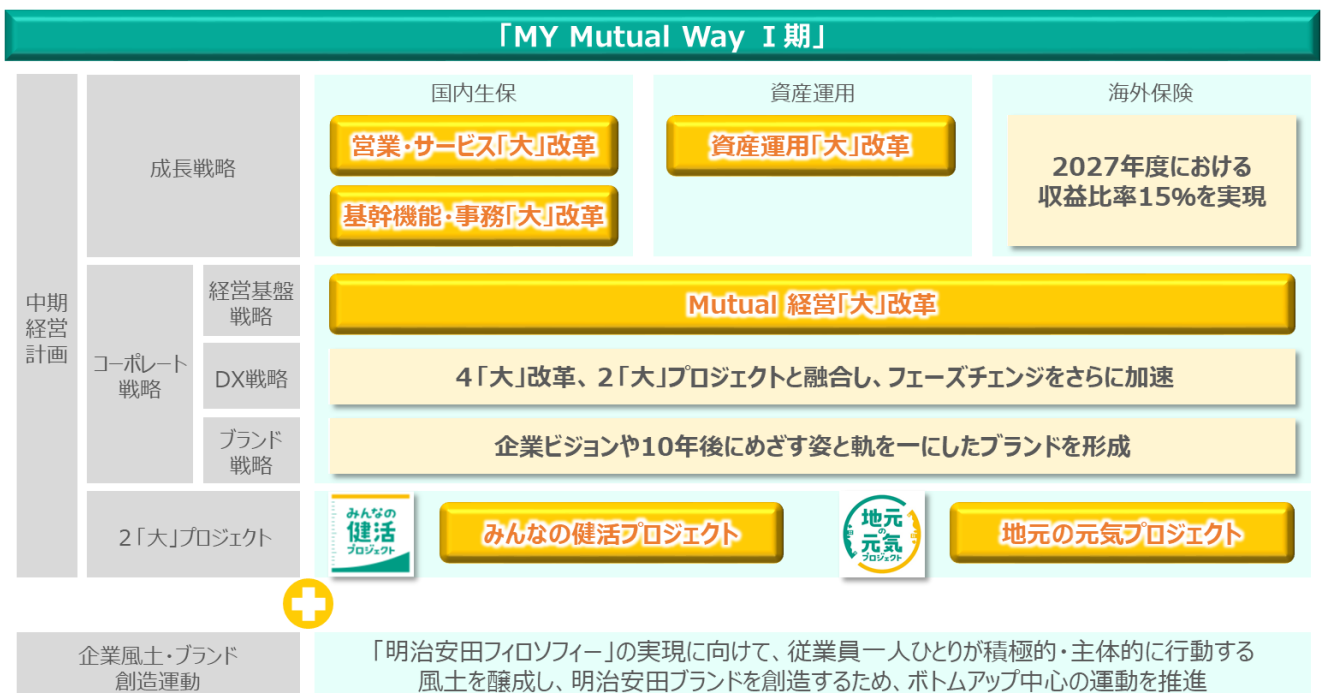 「MY Mutual Way Ⅰ期」
中期
経営
計画
成長戦略
国内生保
営業・サービス「大」改革
基幹機能・事務「大」改革
資産運用
資産運用「大」改革
海外保険
2027年度における
収益比率15%を実現
コーポレート
戦略
経営基盤
戦略
Mutual 経営「大」改革
DX戦略
4「大」改革、2「大」プロジェクトと融合し、フェーズチェンジをさらに加速
ブランド
戦略
企業ビジョンや10年後にめざす姿と軌を一にしたブランドを形成
2「大」プロジェクト
みんなの
健活
プロジェクト
みんなの健活プロジェクト
地元
の
元気
プロジェクト
地元の元気プロジェクト
企業風土・ブランド
創造運動
「明治安田フィロソフィー」の実現に向けて、従業員一人ひとりが積極的・主体的に行動する
風土を醸成し、明治安田ブランドを創造するため、ボトムアップ中心の運動を推進